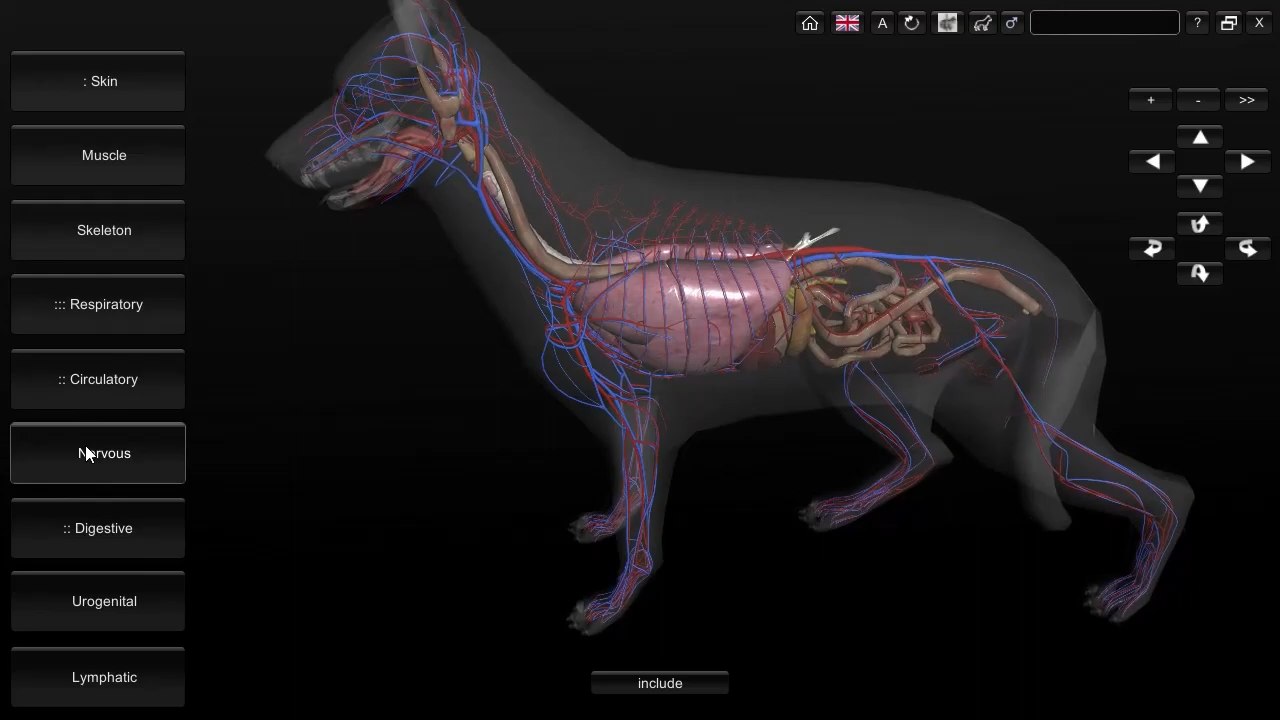 A
♂
?
X
: Skin
+
-
>>
Muscle
Skeleton
::: Respiratory
:: Circulatory
Nervous
:: Digestive
Urogenital
Lymphatic
include